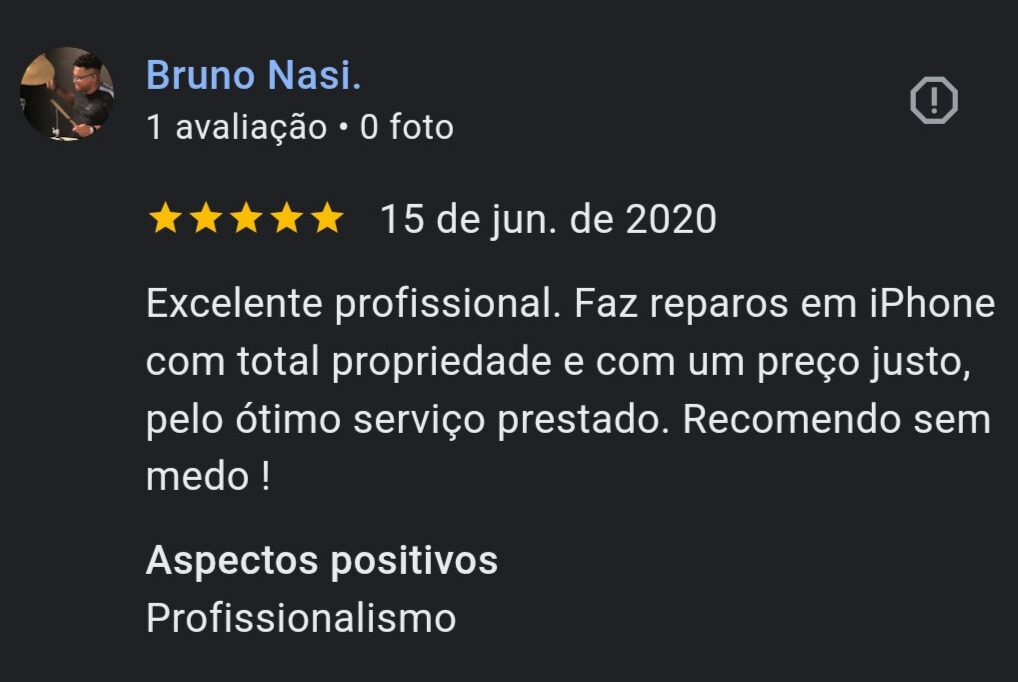 Bruno Nasi.
1 avaliação • 0 foto
15 de jun. de 2020
Excelente profissional. Faz reparos em iPhone
com total propriedade e com um preço justo,
pelo ótimo serviço prestado. Recomendo sem
medo !
Aspectos positivos
Profissionalismo